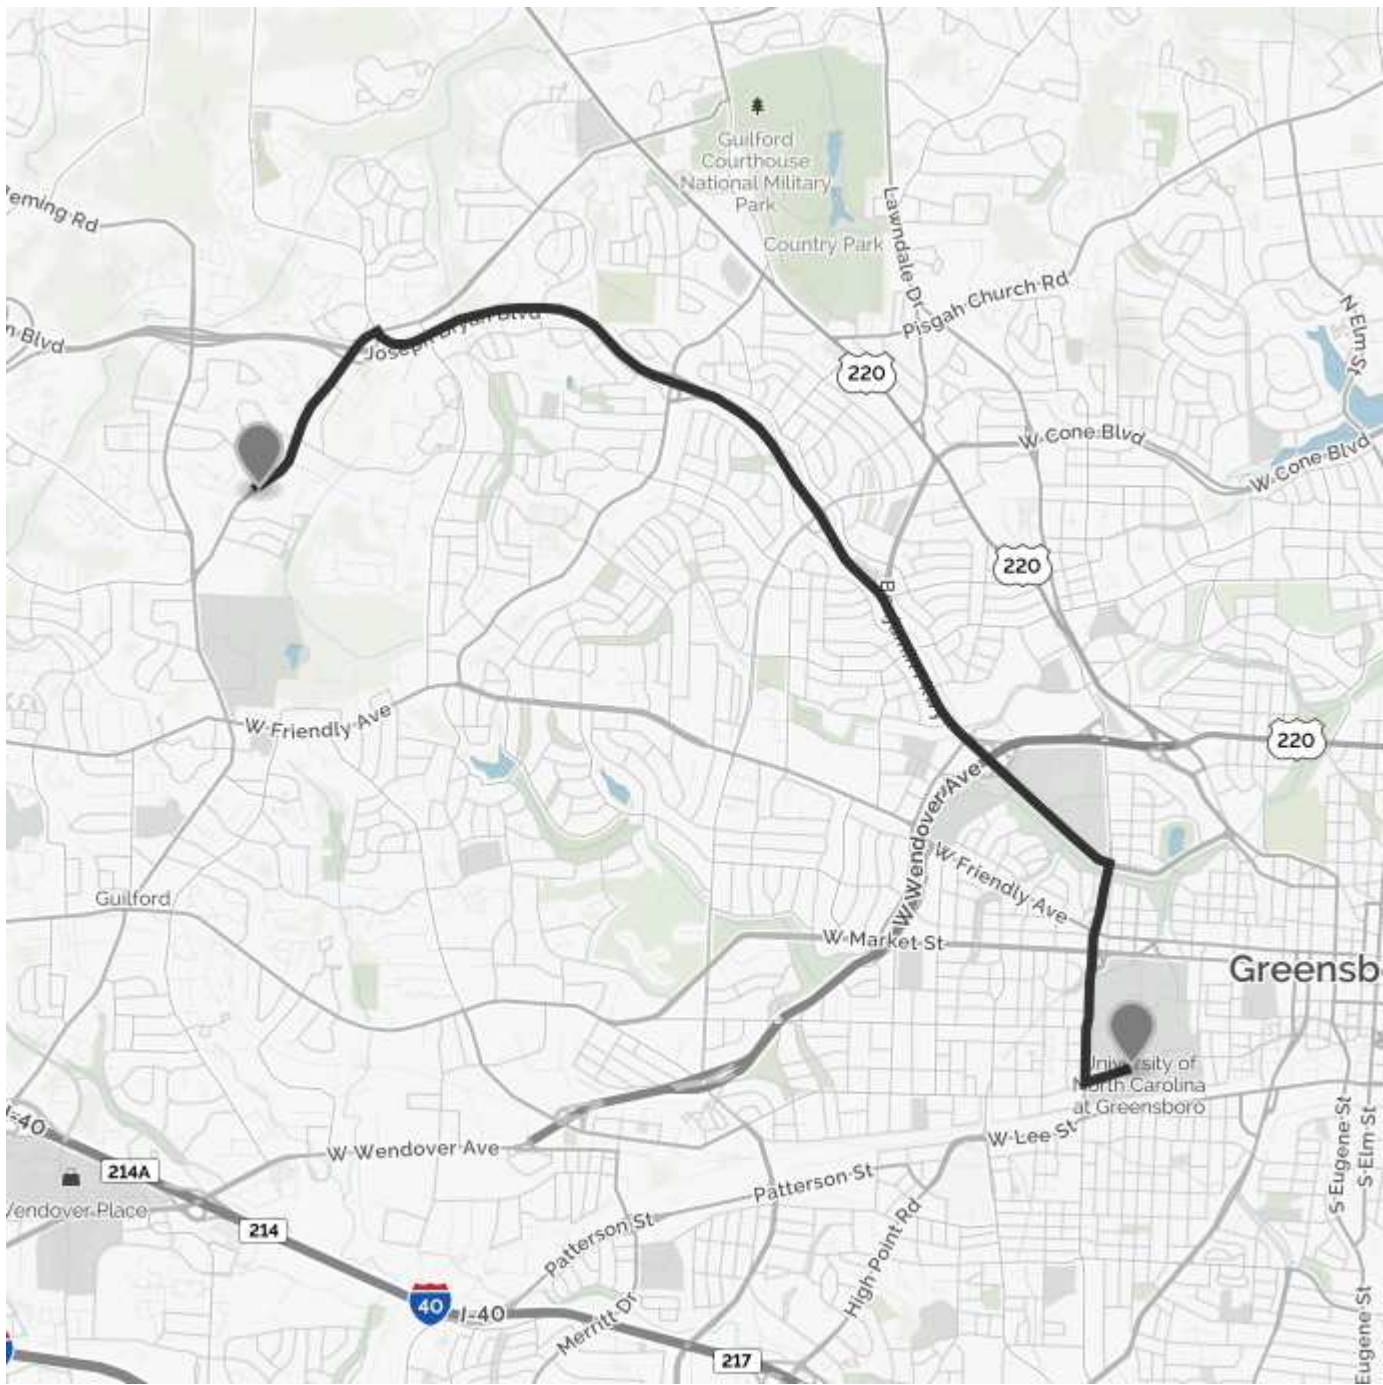 Guilford
Courthouse
National Military
Park
Country Park
Lawndale Dr
Pisgah Church Rd
N Elm St
eming Rd
n Blvd
Joseph Bryan Blvd
220
W Cone Blvd
W Cone Blvd
220
Benjamin Pkwy
W Friendly Ave
220
W Wendover Ave
W Friendly Ave
Guilford
W Market St
Greensb
University of
North Carolina
at Greensboro
I-40
W Lee St
W Wendover Ave
214A
Patterson St
S Eugene St
S Elm St
Wendover Place
214
Patterson St
High Point Rd
40
I-40
Merritt Dr
217
Eugene St